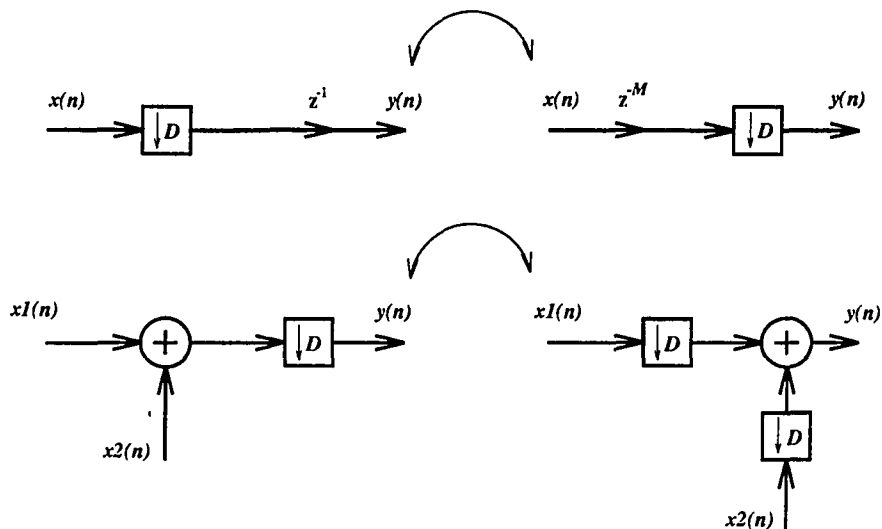 x(n) z^-1 y(n) x(n) z^-M y(n)
↓D ↓D
x1(n) y(n) x1(n) y(n)
+ ↓D ↓D +
x2(n) ↓D
x2(n)